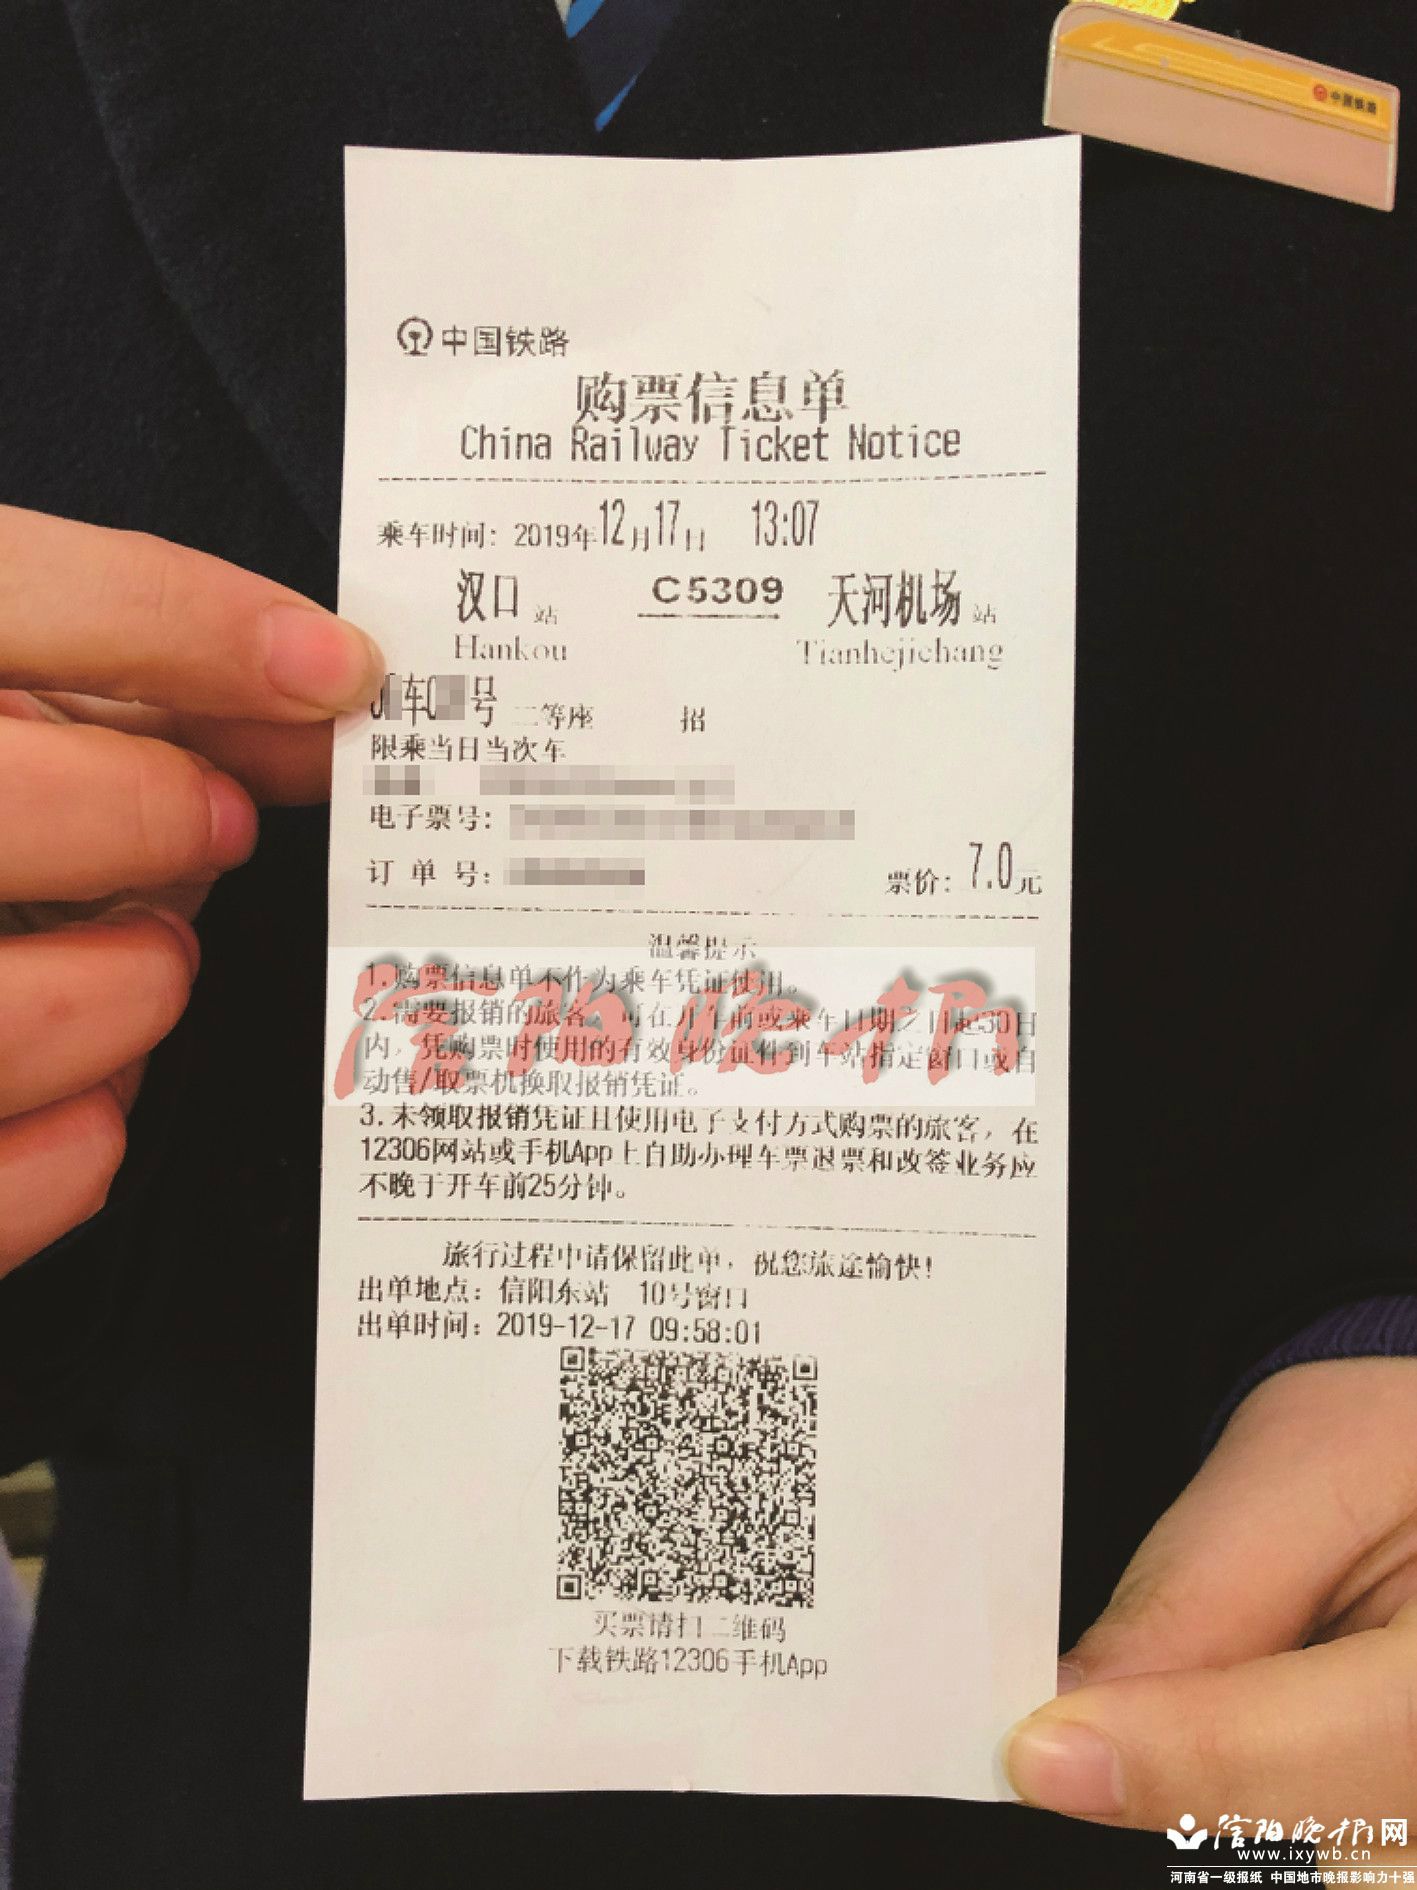 中国铁路
中国铁路
购票信息单
China Railway Ticket Notice
乘车时间: 2019年12月17日 13:07
汉口 站 C5309 天河机场 站
Hankou Tianhejichang
车 号 二等座 招
限乘当日当次车
电子票号:
订单号: 票价: 7.0元
温馨提示
1.购票信息单不作为乘车凭证使用。
2.需要报销的旅客,可在开车前或乘车日期之日起30日
内,凭购票时使用的有效身份证件到车站指定窗口或自
动售/取票机换取报销凭证。
3.未领取报销凭证且使用电子支付方式购票的旅客,在
12306网站或手机App上自助办理车票退票和改签业务应
不晚于开车前25分钟。
信阳晚报
旅行过程中请保留此单,祝您旅途愉快!
出单地点: 信阳东站 10号窗口
出单时间: 2019-12-17 09:58:01
买票请扫二维码
下载铁路12306手机App
信阳晚报网
www.ixywb.cn
河南省一级报纸 中国地市晚报影响力十强